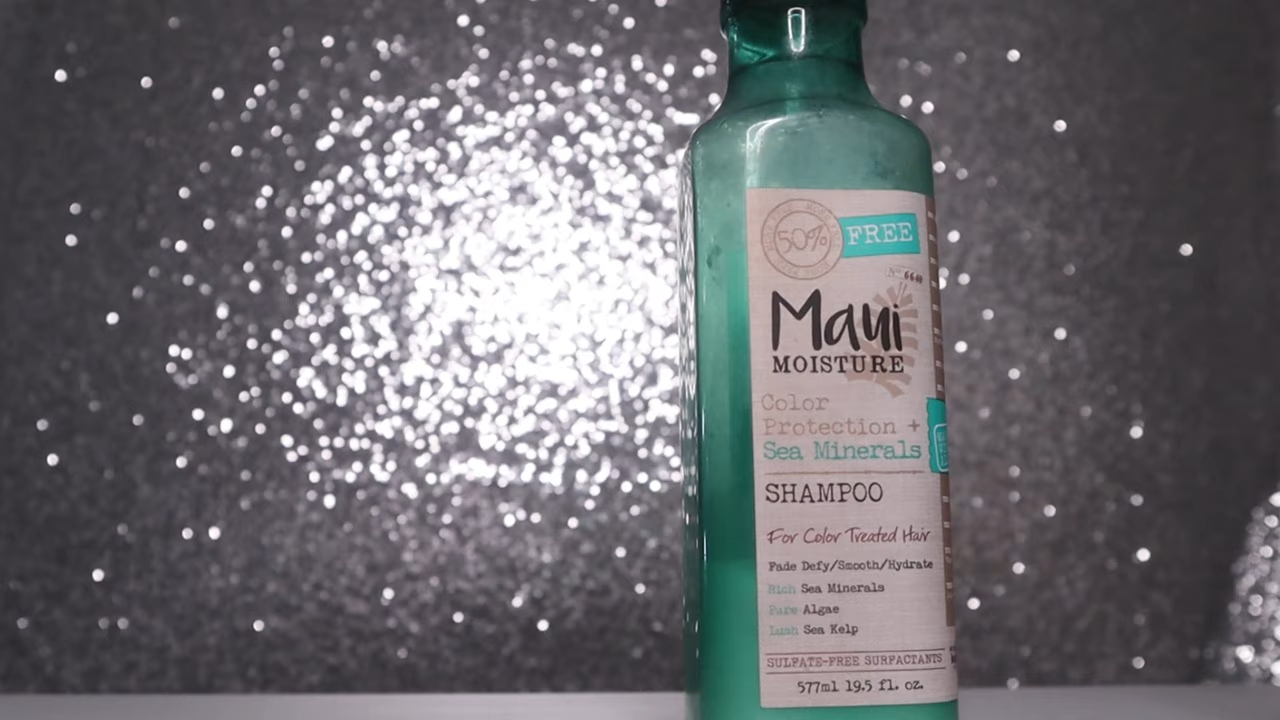 50%
FREE
Maui
MOISTURE
Color
Protection +
Sea Minerals
SHAMPOO
For Color Treated Hair
Fade Defy/Smooth/Hydrate
Rich Sea Minerals
Pure Algae
Lush Sea Kelp
SULFATE-FREE SURFACTANTS
577ml 19.5 fl. oz.